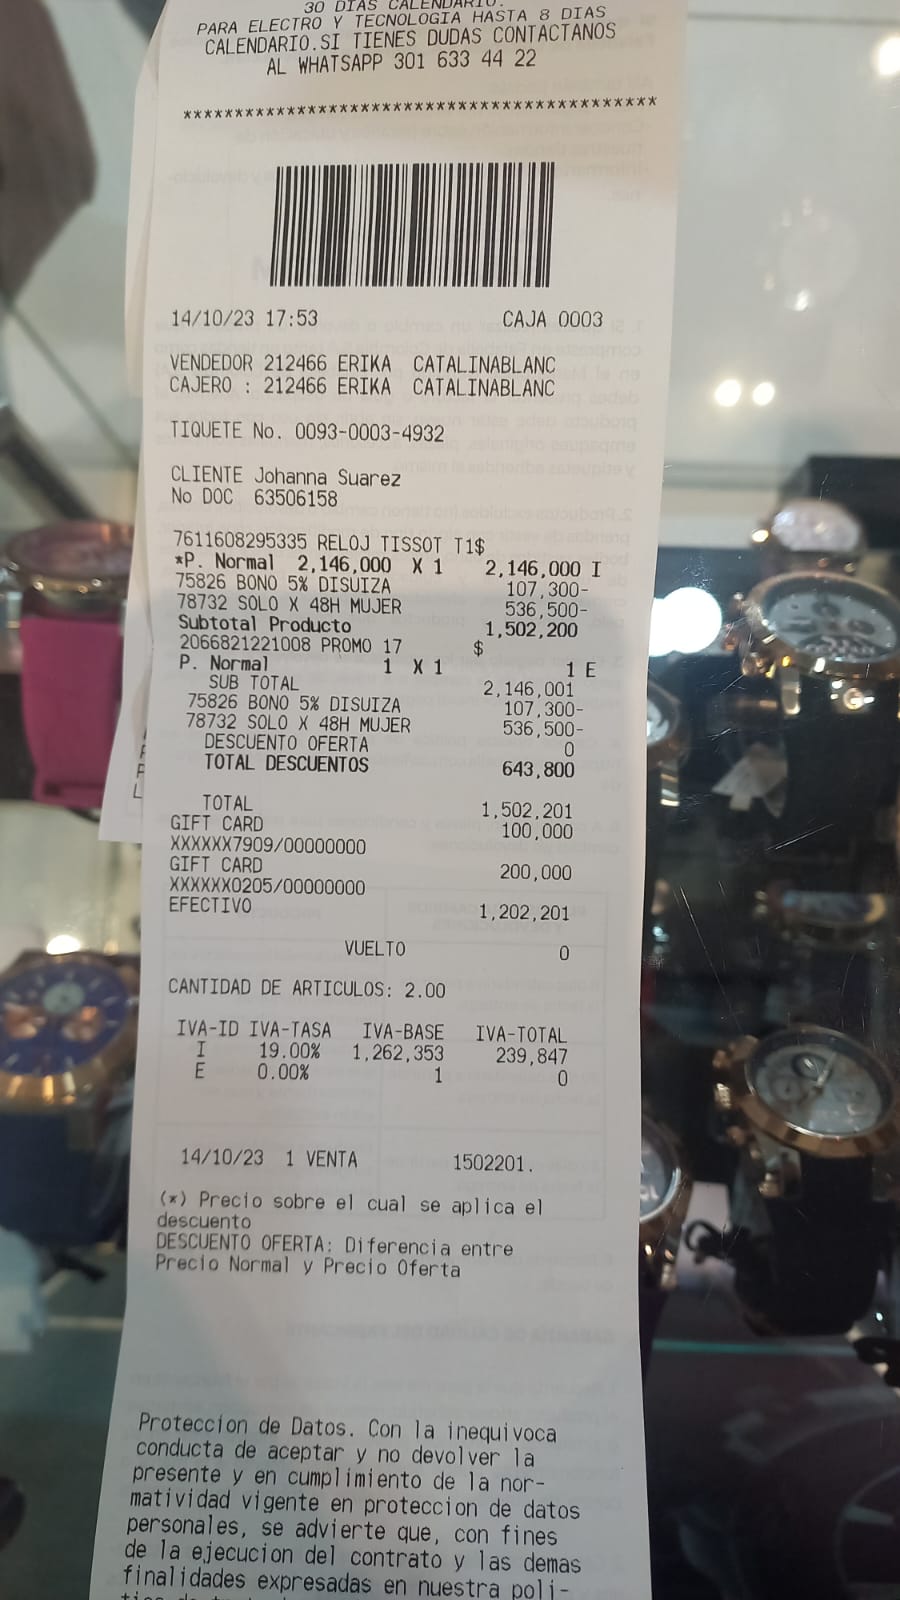 30 DIAS CALENDARIO.
PARA ELECTRO Y TECNOLOGIA HASTA 8 DIAS
CALENDARIO.SI TIENES DUDAS CONTACTANOS
AL WHATSAPP 301 633 44 22
*******************************************
14/10/23 17:53 CAJA 0003
VENDEDOR 212466 ERIKA CATALINABLANC
CAJERO : 212466 ERIKA CATALINABLANC
TIQUETE No. 0093-0003-4932
CLIENTE Johanna Suarez
No DOC 63506158
7611608295335 RELOJ TISSOT T1$
*P. Normal 2,146,000 X 1 2,146,000 I
75826 BONO 5% DISUIZA 107,300-
78732 SOLO X 48H MUJER 536,500-
Subtotal Producto 1,502,200
2066821221008 PROMO 17 $
P. Normal 1 X 1 1 E
SUB TOTAL 2,146,001
75826 BONO 5% DISUIZA 107,300-
78732 SOLO X 48H MUJER 536,500-
DESCUENTO OFERTA 0
TOTAL DESCUENTOS 643,800
TOTAL 1,502,201
GIFT CARD 100,000
XXXXXX7909/00000000
GIFT CARD 200,000
XXXXXX0205/00000000
EFECTIVO 1,202,201
VUELTO 0
CANTIDAD DE ARTICULOS: 2.00
IVA-ID IVA-TASA IVA-BASE IVA-TOTAL
I 19.00% 1,262,353 239,847
E 0.00% 1 0
14/10/23 1 VENTA 1502201.
(*) Precio sobre el cual se aplica el
descuento
DESCUENTO OFERTA: Diferencia entre
Precio Normal y Precio Oferta
Proteccion de Datos. Con la inequivoca
conducta de aceptar y no devolver la
presente y en cumplimiento de la nor-
matividad vigente en proteccion de datos
personales, se advierte que, con fines
de la ejecucion del contrato y las demas
finalidades expresadas en nuestra poli-